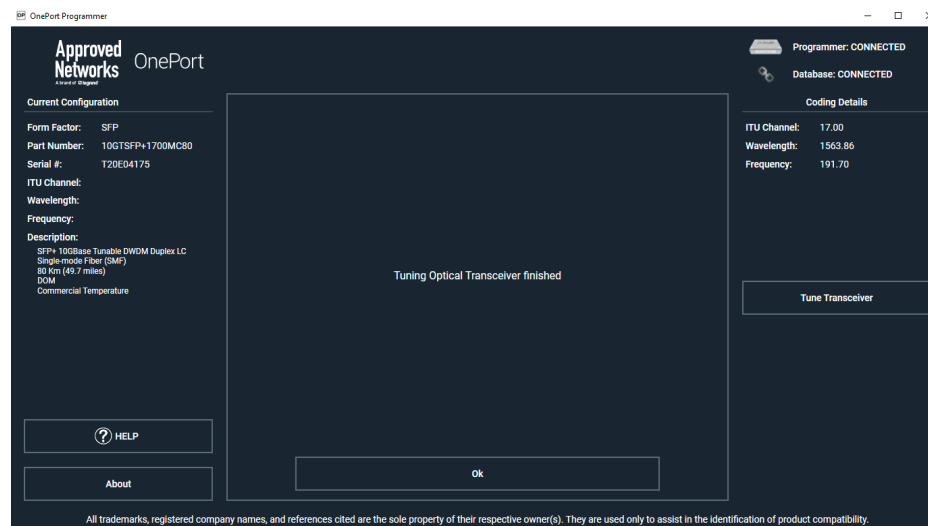 OP OnePort Programmer
Approved
Networks
A brand of legrand
OnePort
Programmer: CONNECTED
Database: CONNECTED
Current Configuration
Form Factor: SFP
Part Number: 10GTSFP+1700MC80
Serial #: T20E04175
ITU Channel:
Wavelength:
Frequency:
Description:
SFP+ 10GBase Tunable DWDM Duplex LC
Single-mode Fiber (SMF)
80 Km (49.7 miles)
DOM
Commercial Temperature
HELP
About
Tuning Optical Transceiver finished
Ok
Coding Details
ITU Channel: 17.00
Wavelength: 1563.86
Frequency: 191.70
Tune Transceiver
All trademarks, registered company names, and references cited are the sole property of their respective owner(s). They are used only to assist in the identification of product compatibility.